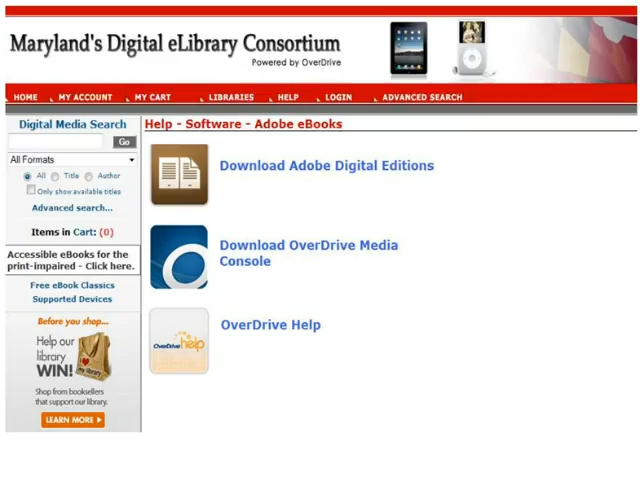 Maryland's Digital eLibrary Consortium
Powered by OverDrive
HOME MY ACCOUNT MY CART LIBRARIES HELP LOGIN ADVANCED SEARCH
Digital Media Search
Go
All Formats
All Title Author
Only show available titles
Advanced search...
Items in Cart: (0)
Accessible eBooks for the
print-impaired - Click here.
Free eBook Classics
Supported Devices
Before you shop...
Help our
library
WIN!
I ♥ my library
Shop from booksellers
that support our library.
LEARN MORE
Help - Software - Adobe eBooks
Download Adobe Digital Editions
Download OverDrive Media
Console
OverDrive help
OverDrive Help